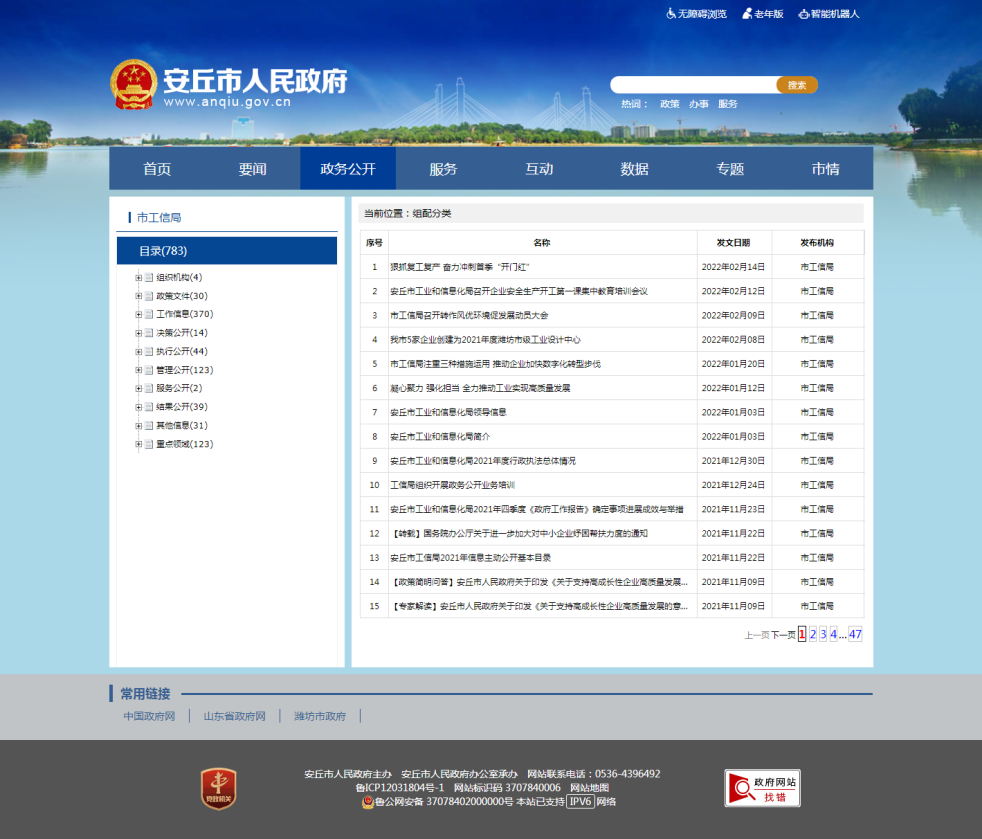 无障碍浏览 老年版 智能机器人
安丘市人民政府
www.anqiu.gov.cn
搜索
热词： 政策 办事 服务
首页 要闻 政务公开 服务 互动 数据 专题 市情
市工信局
目录(783)
组织机构(4)
政策文件(30)
工作信息(370)
决策公开(14)
执行公开(44)
管理公开(123)
服务公开(2)
结果公开(39)
其他信息(31)
重点领域(123)
当前位置：组配分类
序号 名称 发文日期 发布机构
1 狠抓复工复产 奋力冲刺首季“开门红” 2022年02月14日 市工信局
2 安丘市工业和信息化局召开企业安全生产开工第一课集中教育培训会议 2022年02月12日 市工信局
3 市工信局召开转作风优环境促发展动员大会 2022年02月09日 市工信局
4 我市5家企业创建为2021年度潍坊市级工业设计中心 2022年02月08日 市工信局
5 市工信局注重三种措施运用 推动企业加快数字化转型步伐 2022年01月20日 市工信局
6 凝心聚力 强化担当 全力推动工业实现高质量发展 2022年01月12日 市工信局
7 安丘市工业和信息化局领导信息 2022年01月03日 市工信局
8 安丘市工业和信息化局简介 2022年01月03日 市工信局
9 安丘市工业和信息化局2021年度行政执法总体情况 2021年12月30日 市工信局
10 工信局组织开展政务公开业务培训 2021年12月24日 市工信局
11 安丘市工业和信息化局2021年四季度《政府工作报告》确定事项进展成效与举措 2021年11月23日 市工信局
12 【转载】国务院办公厅关于进一步加大对中小企业纾困帮扶力度的通知 2021年11月22日 市工信局
13 安丘市工信局2021年信息主动公开基本目录 2021年11月22日 市工信局
14 【政策简明问答】安丘市人民政府关于印发《关于支持高成长性企业高质量发展... 2021年11月09日 市工信局
15 【专家解读】安丘市人民政府关于印发《关于支持高成长性企业高质量发展的意... 2021年11月09日 市工信局
上一页 下一页 1 2 3 4 ... 47
常用链接
中国政府网 山东省政府网 潍坊市政府
党政机关
安丘市人民政府主办 安丘市人民政府办公室承办 网站联系电话：0536-4396492
鲁ICP12031804号-1 网站标识码 3707840006 网站地图
鲁公网安备 37078402000000号 本站已支持 IPV6 网络
政府网站
找错